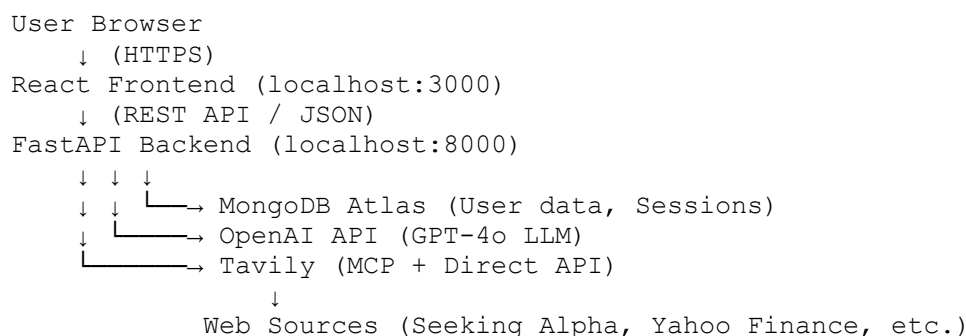 User Browser
↓ (HTTPS)
React Frontend (localhost:3000)
↓ (REST API / JSON)
FastAPI Backend (localhost:8000)
↓ ↓ ↓
↓ ↓ └──→ MongoDB Atlas (User data, Sessions)
↓ └─────→ OpenAI API (GPT-4o LLM)
└────────→ Tavily (MCP + Direct API)
↓
Web Sources (Seeking Alpha, Yahoo Finance, etc.)